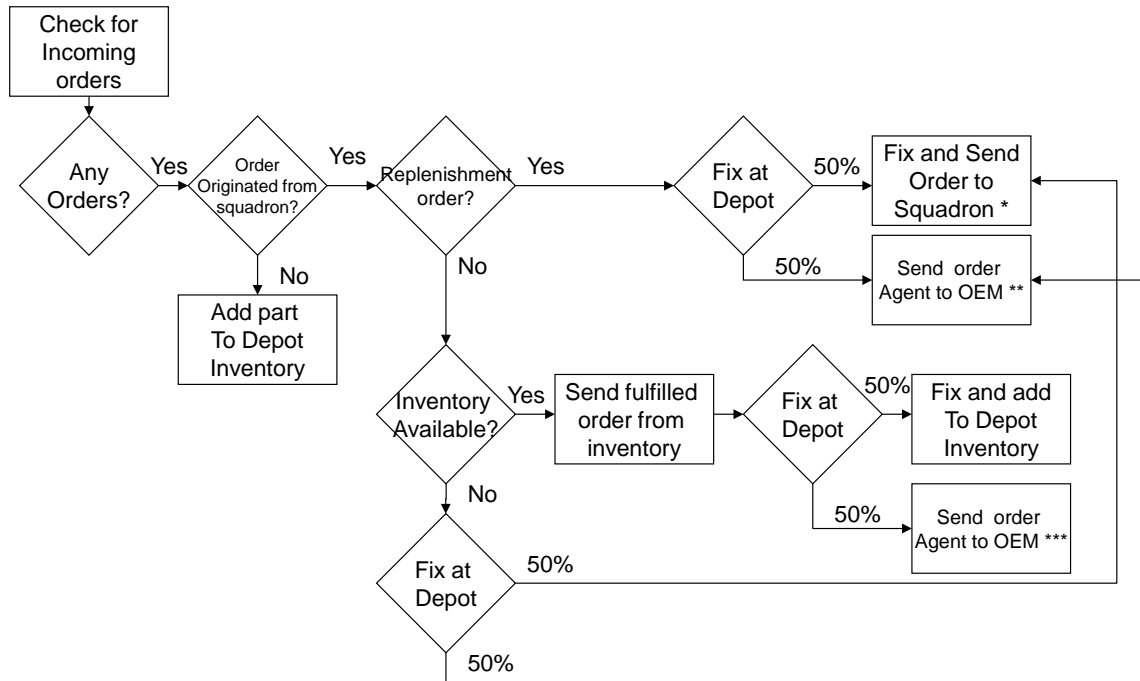 Check for
Incoming
orders
Any
Orders?
Yes
Order
Originated from
squadron?
Yes
Replenishment
order?
Yes
Fix at
Depot
50%
Fix and Send
Order to
Squadron *
50%
Send order
Agent to OEM **
No
Add part
To Depot
Inventory
No
Inventory
Available?
Yes
Send fulfilled
order from
inventory
Fix at
Depot
50%
Fix and add
To Depot
Inventory
50%
Send order
Agent to OEM ***
No
Fix at
Depot
50%
50%